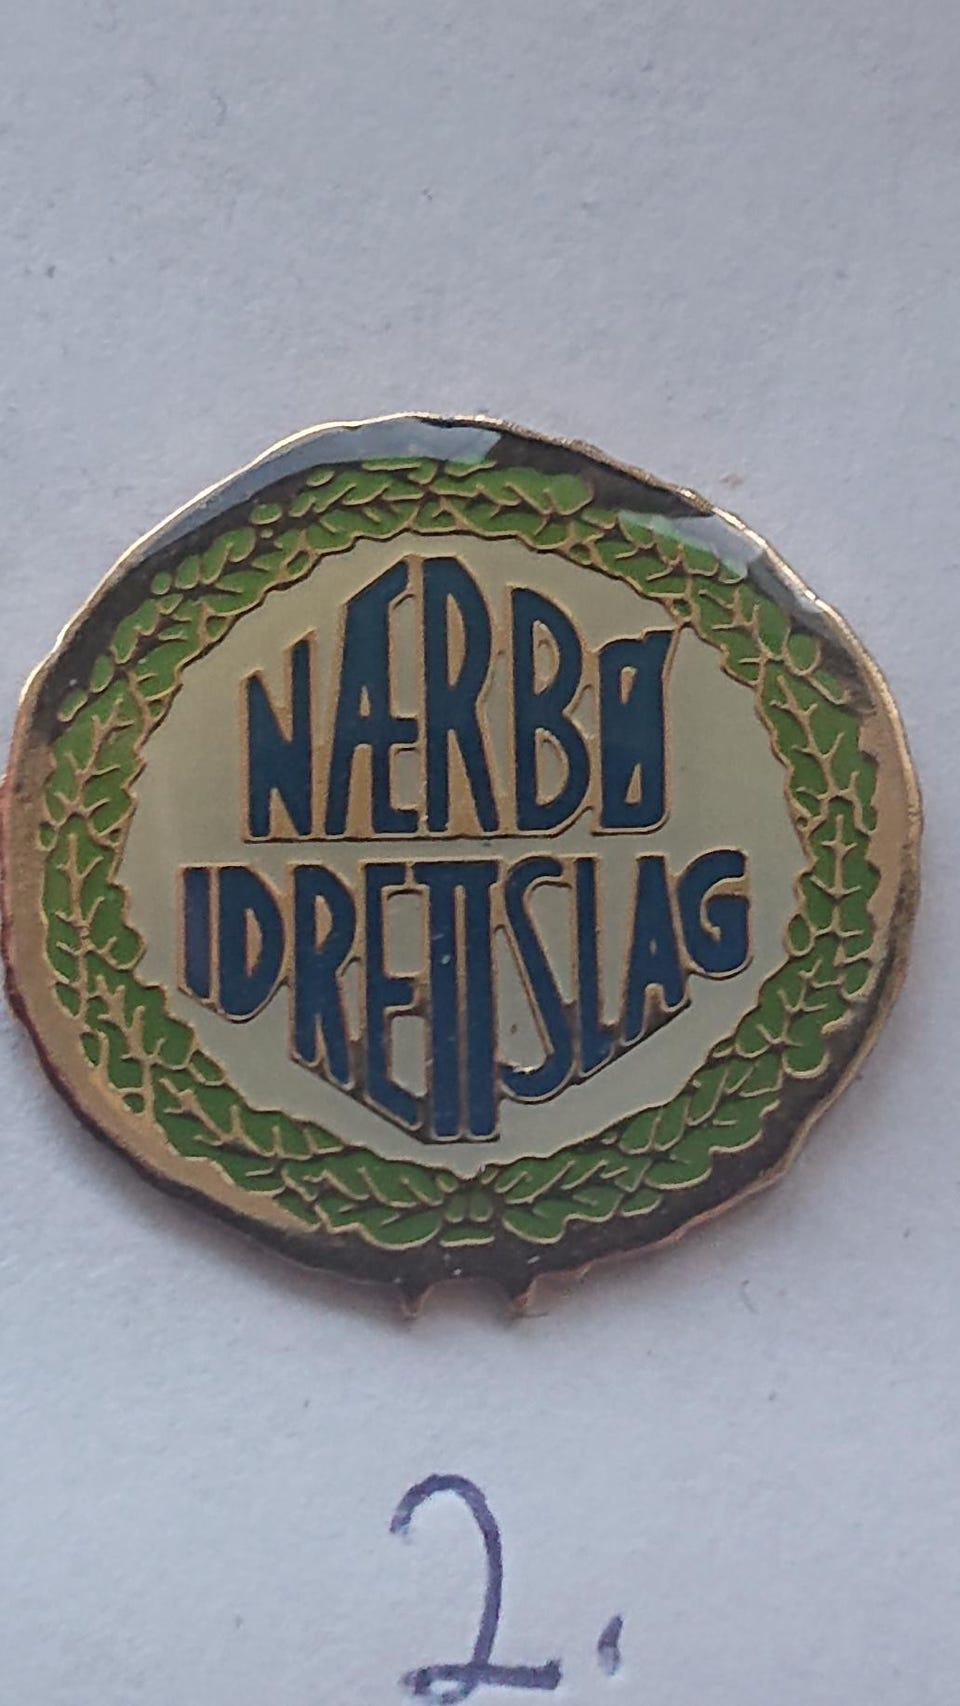 NÆRBØ
IDRETTSLAG
2.